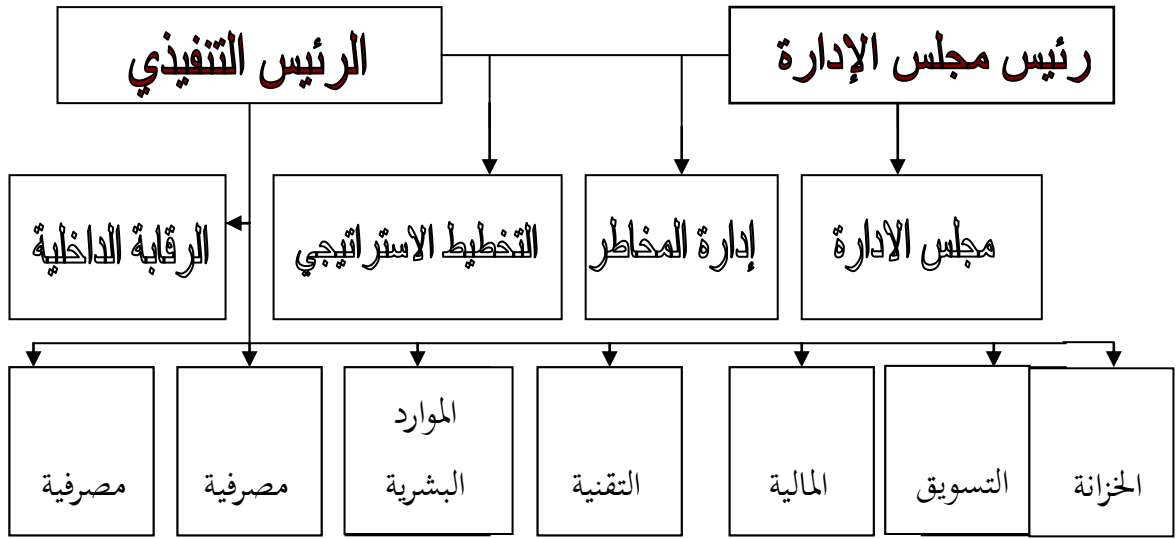 رئيس مجلس الإدارة
الرئيس التنفيذي
مجلس الادارة
إدارة المخاطر
التخطيط الاستراتيجي
الرقابة الداخلية
الخزانة
التسويق
المالية
التقنية
الموارد
البشرية
مصرفية
مصرفية